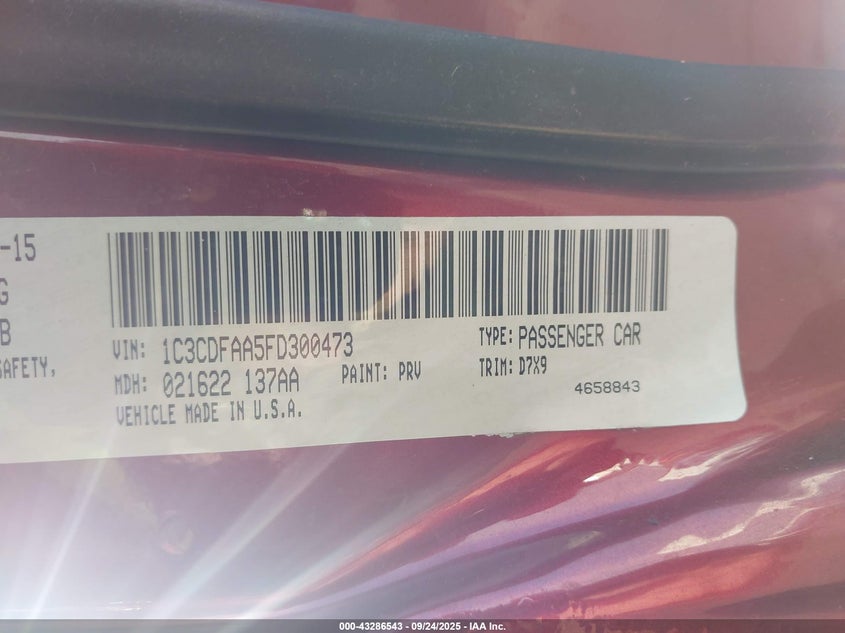 -15
G
B
SAFETY,
VIN: 1C3CDFAA5FD300473 TYPE: PASSENGER CAR
MDH: 021622 137AA PAINT: PRV TRIM: D7X9
VEHICLE MADE IN U.S.A. 4658843
000-43286543 - 09/24/2025 - IAA Inc.